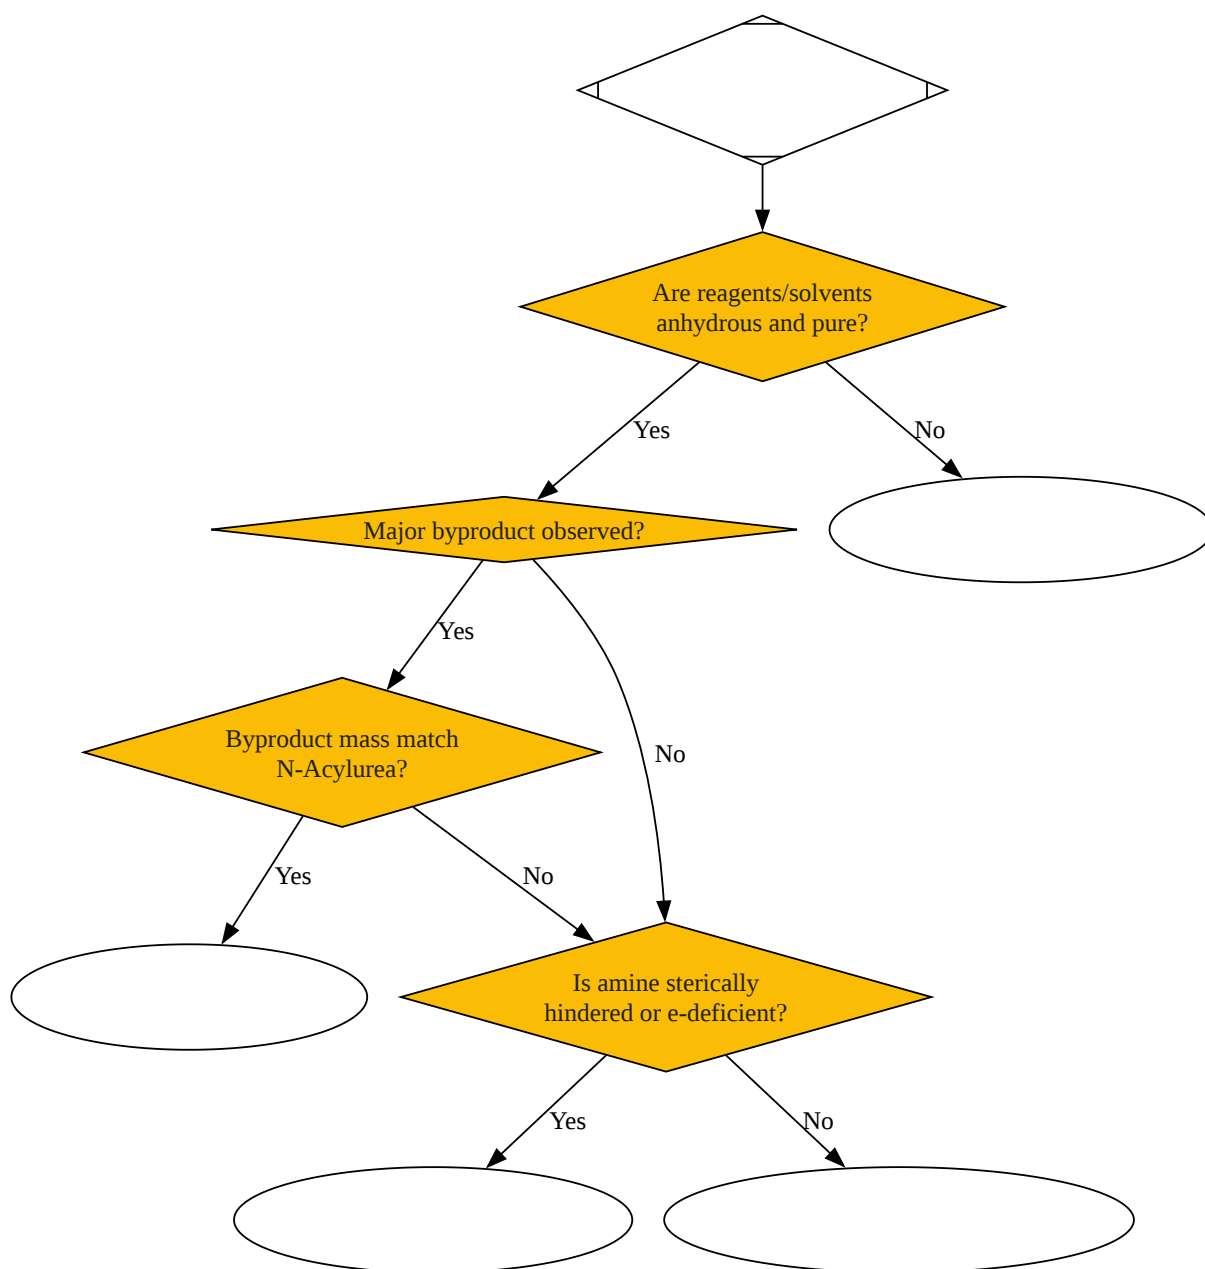 Are reagents/solvents
anhydrous and pure?
Yes
No
Major byproduct observed?
Yes
No
Byproduct mass match
N-Acylurea?
Yes
No
Is amine sterically
hindered or e-deficient?
Yes
No